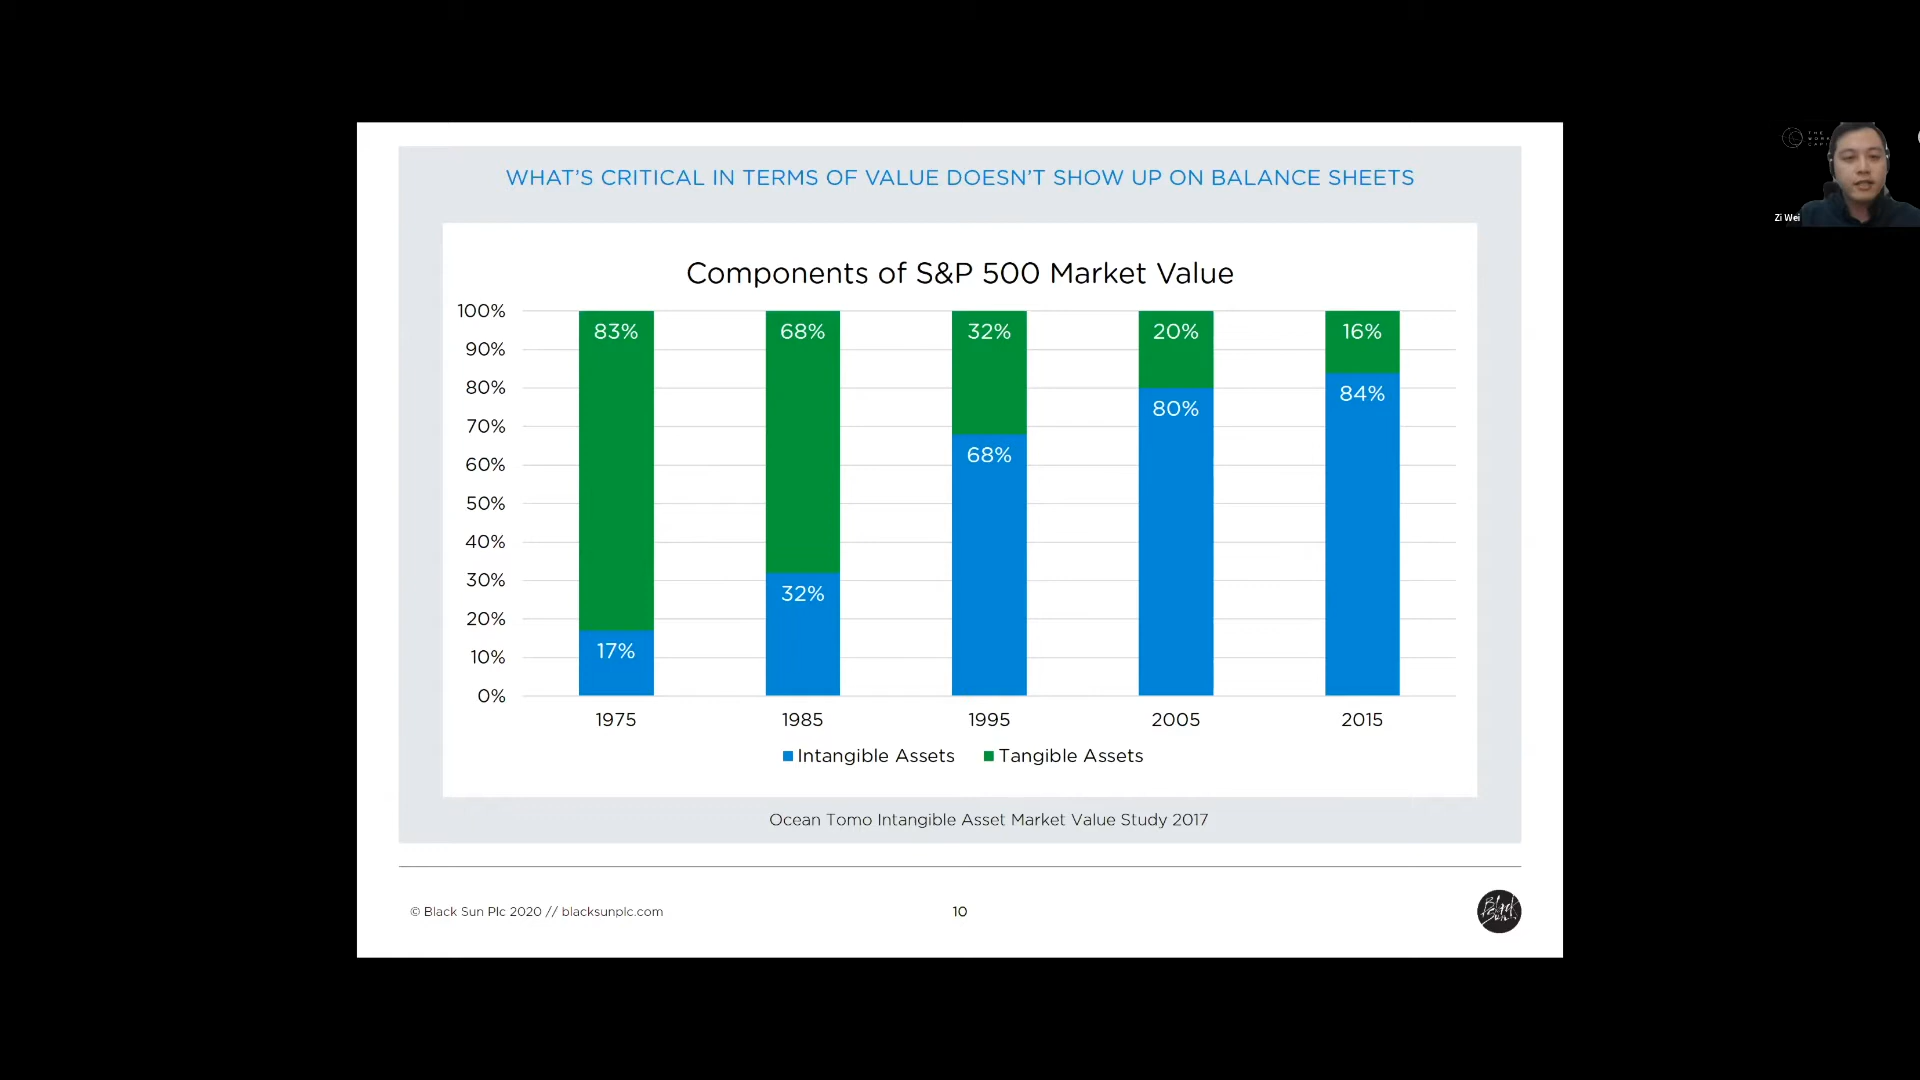 WHAT’S CRITICAL IN TERMS OF VALUE DOESN’T SHOW UP ON BALANCE SHEETS
Components of S&P 500 Market Value
100%
90%
80%
70%
60%
50%
40%
30%
20%
10%
0%
83%
17%
68%
32%
32%
68%
20%
80%
16%
84%
1975 1985 1995 2005 2015
Intangible Assets Tangible Assets
Ocean Tomo Intangible Asset Market Value Study 2017
© Black Sun Plc 2020 // blacksunplc.com 10
Black Sun
THE
Zi Wei